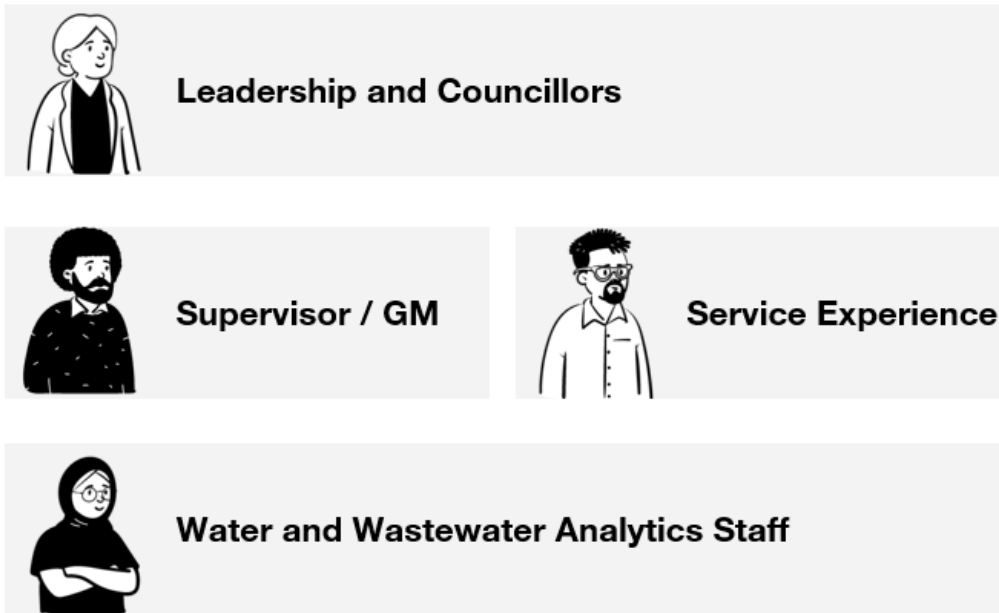 Leadership and Councillors
Supervisor / GM
Service Experience
Water and Wastewater Analytics Staff